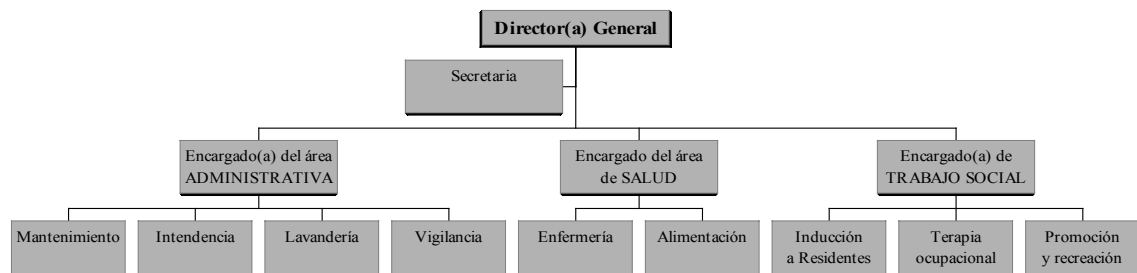 Director(a) General
Secretaria
Encargado(a) del área
ADMINISTRATIVA
Encargado del área
de SALUD
Encargado(a) de
TRABAJO SOCIAL
Mantenimiento
Intendencia
Lavandería
Vigilancia
Enfermería
Alimentación
Inducción
a Residentes
Terapia
ocupacional
Promoción
y recreación